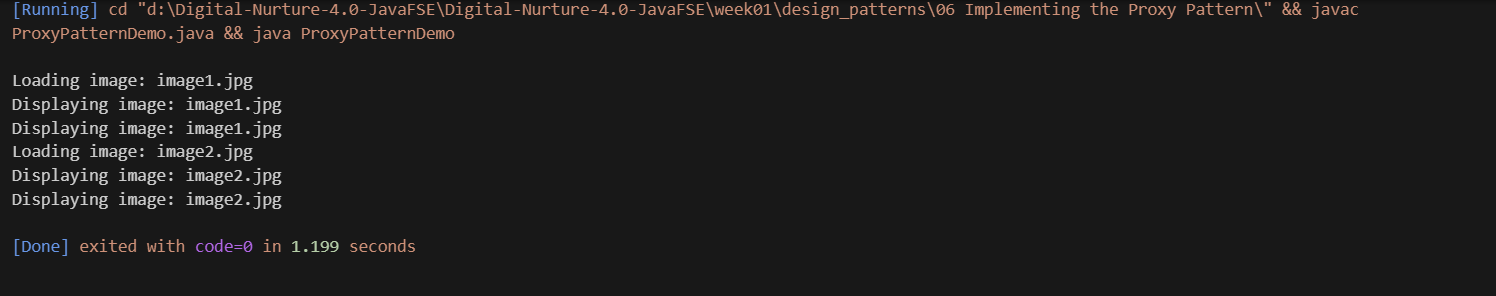 [Running] cd "d:\Digital-Nurture-4.0-JavaFSE\Digital-Nurture-4.0-JavaFSE\week01\design_patterns\06 Implementing the Proxy Pattern\" && javac
ProxyPatternDemo.java && java ProxyPatternDemo
Loading image: image1.jpg
Displaying image: image1.jpg
Displaying image: image1.jpg
Loading image: image2.jpg
Displaying image: image2.jpg
Displaying image: image2.jpg
[Done] exited with code=0 in 1.199 seconds